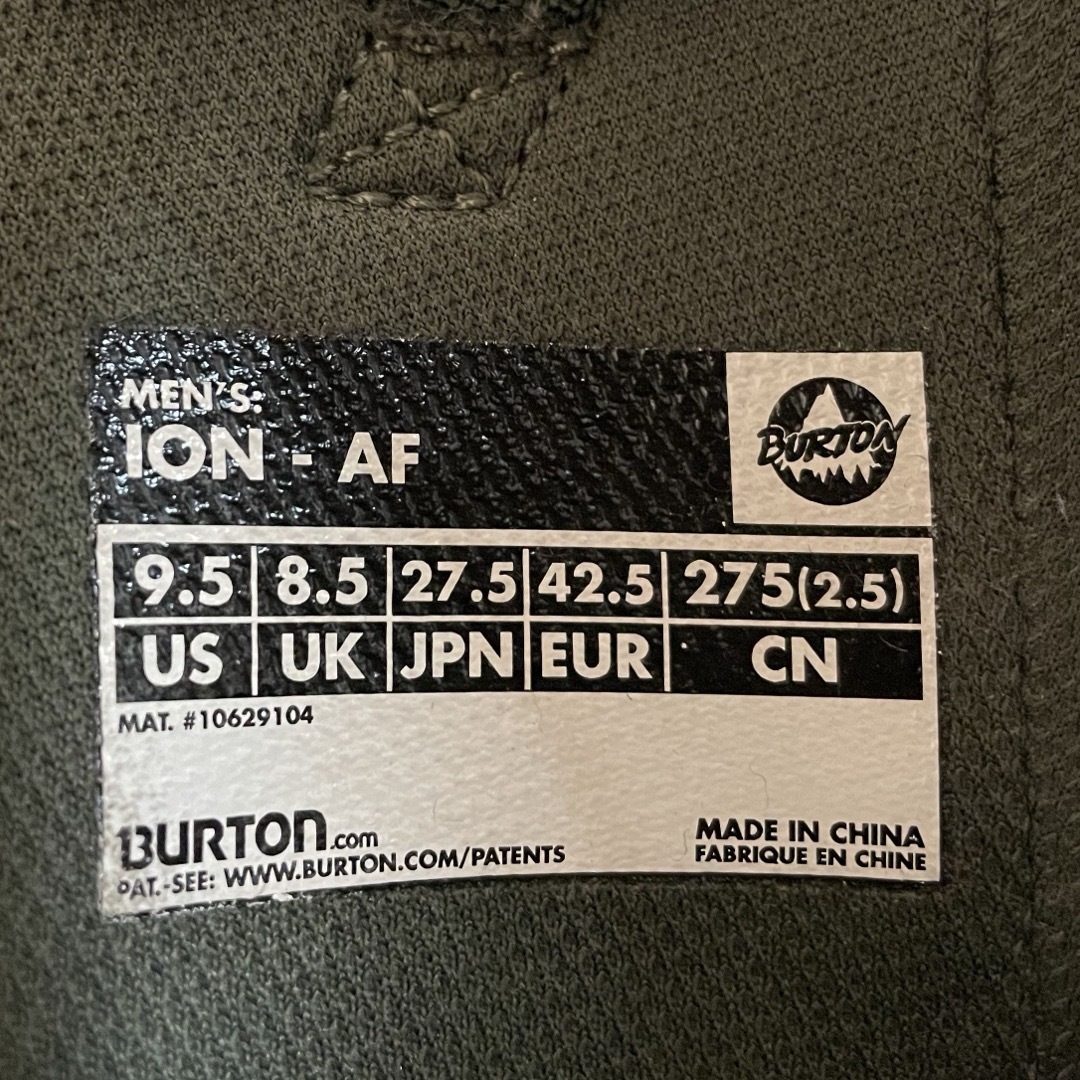 MEN'S:
ION - AF
BURTON
9.5 8.5 27.5 42.5 275(2.5)
US UK JPN EUR CN
MAT. #10629104
BURTON.com
PAT.-SEE: WWW.BURTON.COM/PATENTS
MADE IN CHINA
FABRIQUE EN CHINE